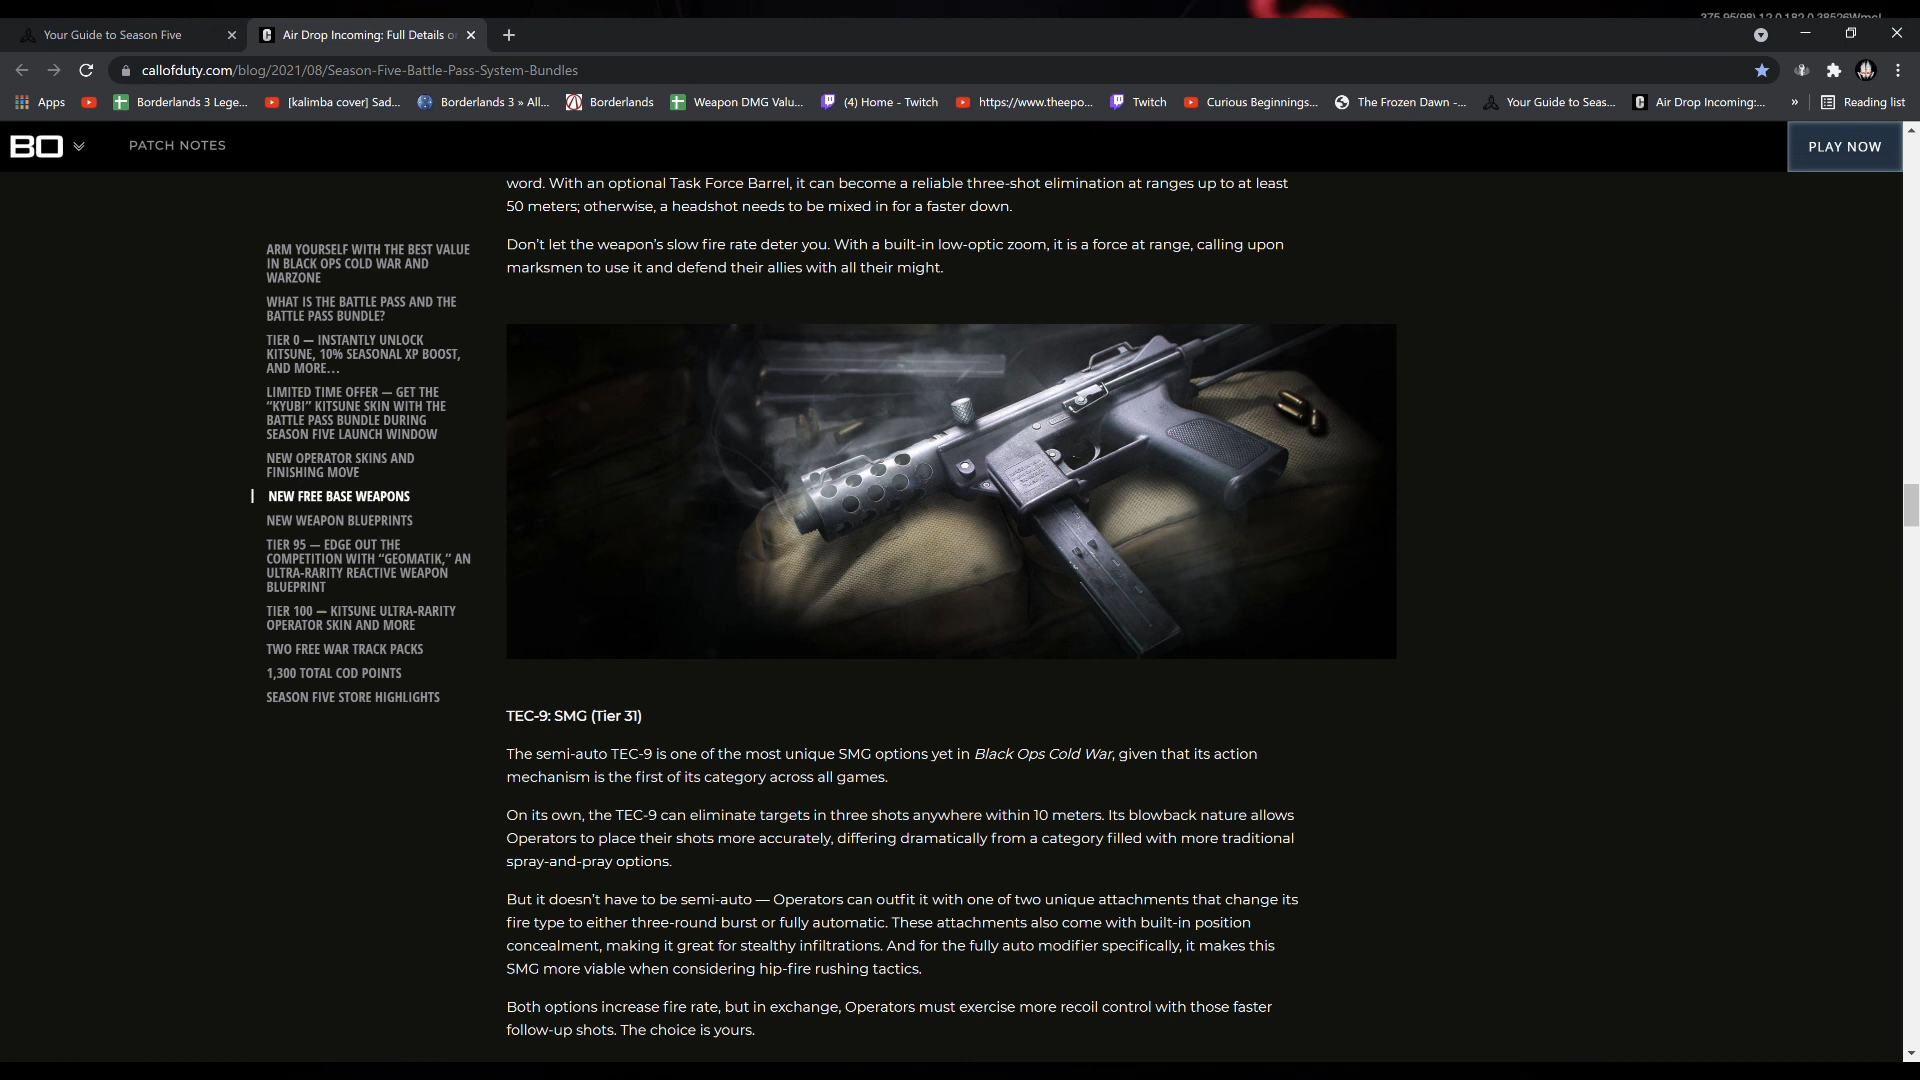 Your Guide to Season Five
Air Drop Incoming: Full Details o
callofduty.com/blog/2021/08/Season-Five-Battle-Pass-System-Bundles
Apps
Borderlands 3 Lege...
[kalimba cover] Sad...
Borderlands 3 » All...
Borderlands
Weapon DMG Valu...
(4) Home - Twitch
https://www.theepo...
Twitch
Curious Beginnings...
The Frozen Dawn -...
Your Guide to Seas...
Air Drop Incoming:...
»
Reading list
BO
PATCH NOTES
PLAY NOW
word. With an optional Task Force Barrel, it can become a reliable three-shot elimination at ranges up to at least
50 meters; otherwise, a headshot needs to be mixed in for a faster down.
Don't let the weapon's slow fire rate deter you. With a built-in low-optic zoom, it is a force at range, calling upon
marksmen to use it and defend their allies with all their might.
ARM YOURSELF WITH THE BEST VALUE
IN BLACK OPS COLD WAR AND
WARZONE
WHAT IS THE BATTLE PASS AND THE
BATTLE PASS BUNDLE?
TIER 0 — INSTANTLY UNLOCK
KITSUNE, 10% SEASONAL XP BOOST,
AND MORE…
LIMITED TIME OFFER — GET THE
“KYUBI” KITSUNE SKIN WITH THE
BATTLE PASS BUNDLE DURING
SEASON FIVE LAUNCH WINDOW
NEW OPERATOR SKINS AND
FINISHING MOVE
NEW FREE BASE WEAPONS
NEW WEAPON BLUEPRINTS
TIER 95 — EDGE OUT THE
COMPETITION WITH “GEOMATIK,” AN
ULTRA-RARITY REACTIVE WEAPON
BLUEPRINT
TIER 100 — KITSUNE ULTRA-RARITY
OPERATOR SKIN AND MORE
TWO FREE WAR TRACK PACKS
1,300 TOTAL COD POINTS
SEASON FIVE STORE HIGHLIGHTS
TEC-9: SMG (Tier 31)
The semi-auto TEC-9 is one of the most unique SMG options yet in Black Ops Cold War, given that its action
mechanism is the first of its category across all games.
On its own, the TEC-9 can eliminate targets in three shots anywhere within 10 meters. Its blowback nature allows
Operators to place their shots more accurately, differing dramatically from a category filled with more traditional
spray-and-pray options.
But it doesn't have to be semi-auto — Operators can outfit it with one of two unique attachments that change its
fire type to either three-round burst or fully automatic. These attachments also come with built-in position
concealment, making it great for stealthy infiltrations. And for the fully auto modifier specifically, it makes this
SMG more viable when considering hip-fire rushing tactics.
Both options increase fire rate, but in exchange, Operators must exercise more recoil control with those faster
follow-up shots. The choice is yours.